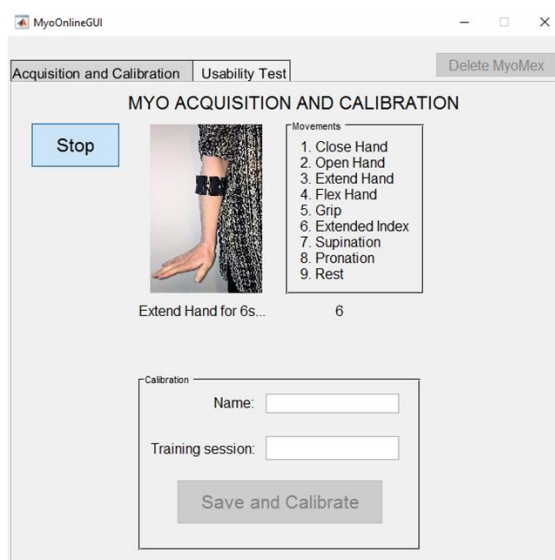 MyoOnlineGUI
Delete MyoMex
Acquisition and Calibration
Usability Test
MYO ACQUISITION AND CALIBRATION
Stop
Movements
1. Close Hand
2. Open Hand
3. Extend Hand
4. Flex Hand
5. Grip
6. Extended Index
7. Supination
8. Pronation
9. Rest
Extend Hand for 6s...
6
Calibration
Name:
Training session:
Save and Calibrate